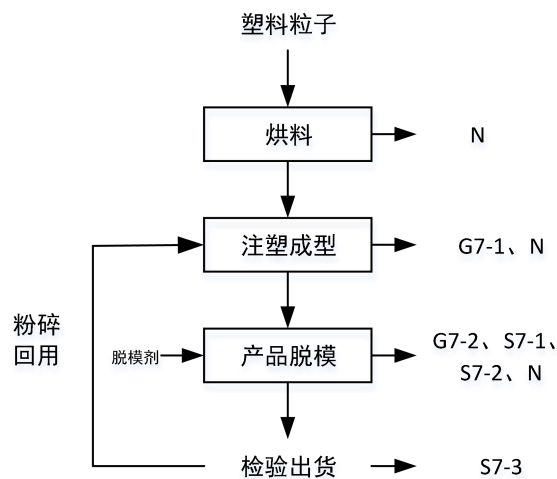 塑料粒子
烘料
N
注塑成型
G7-1、N
粉碎
回用
脱模剂
产品脱模
G7-2、S7-1、
S7-2、N
检验出货
S7-3